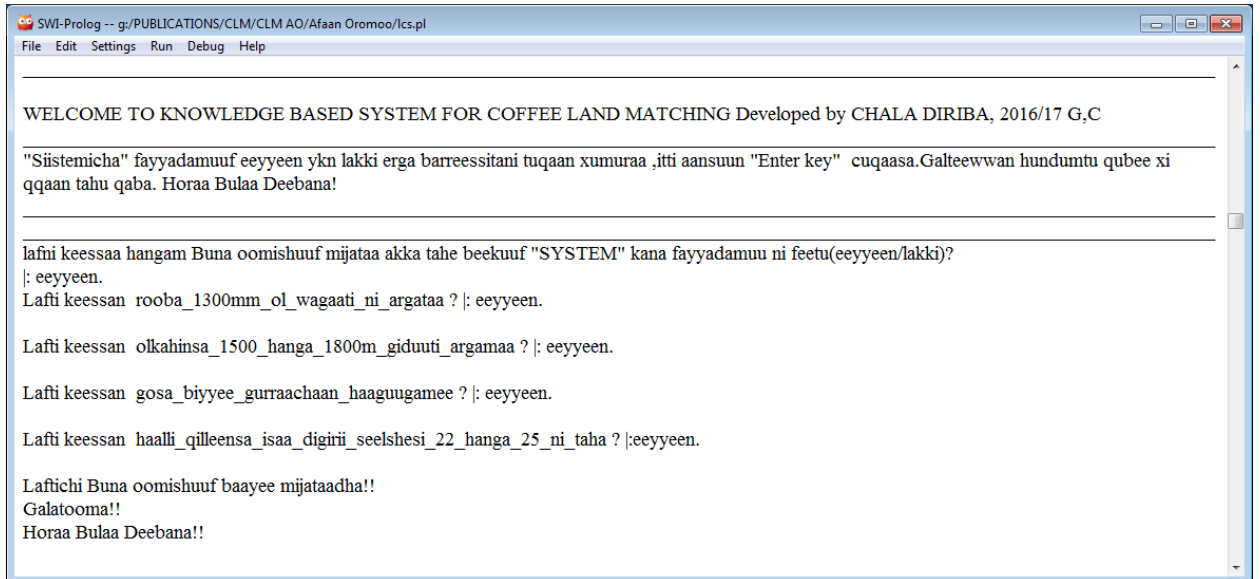 SWI-Prolog -- g:/PUBLICATIONS/CLM/CLM AO/Afaan Oromoo/lcs.pl
File Edit Settings Run Debug Help
WELCOME TO KNOWLEDGE BASED SYSTEM FOR COFFEE LAND MATCHING Developed by CHALA DIRIBA, 2016/17 G,C
"Siistemicha" fayyadamuuf eeyyeen ykn lakki erga barreessitani tuqaan xumuraa ,itti aansuun "Enter key" cuqaasa.Galteewwan hundumtu qubee xi
qqaan tahu qaba. Horaa Bulaa Deebana!
lafni keessaa hangam Buna oomishuuf mijataa akka tahe beekuuf "SYSTEM" kana fayyadamuu ni feetu(eeyyeen/lakki)?
|: eeyyeen.
Lafti keessan rooba_1300mm_ol_wagaati_ni_argataa ? |: eeyyeen.
Lafti keessan olkahinsa_1500_hanga_1800m_giduuti_argamaa ? |: eeyyeen.
Lafti keessan gosa_biyyee_gurraachaan_haaguugamee ? |: eeyyeen.
Lafti keessan haalli_qilleensa_isaa_digirii_seelshesi_22_hanga_25_ni_taha ? |:eeyyeen.
Laftichi Buna oomishuuf baayee mijataadha!!
Galatooma!!
Horaa Bulaa Deebana!!